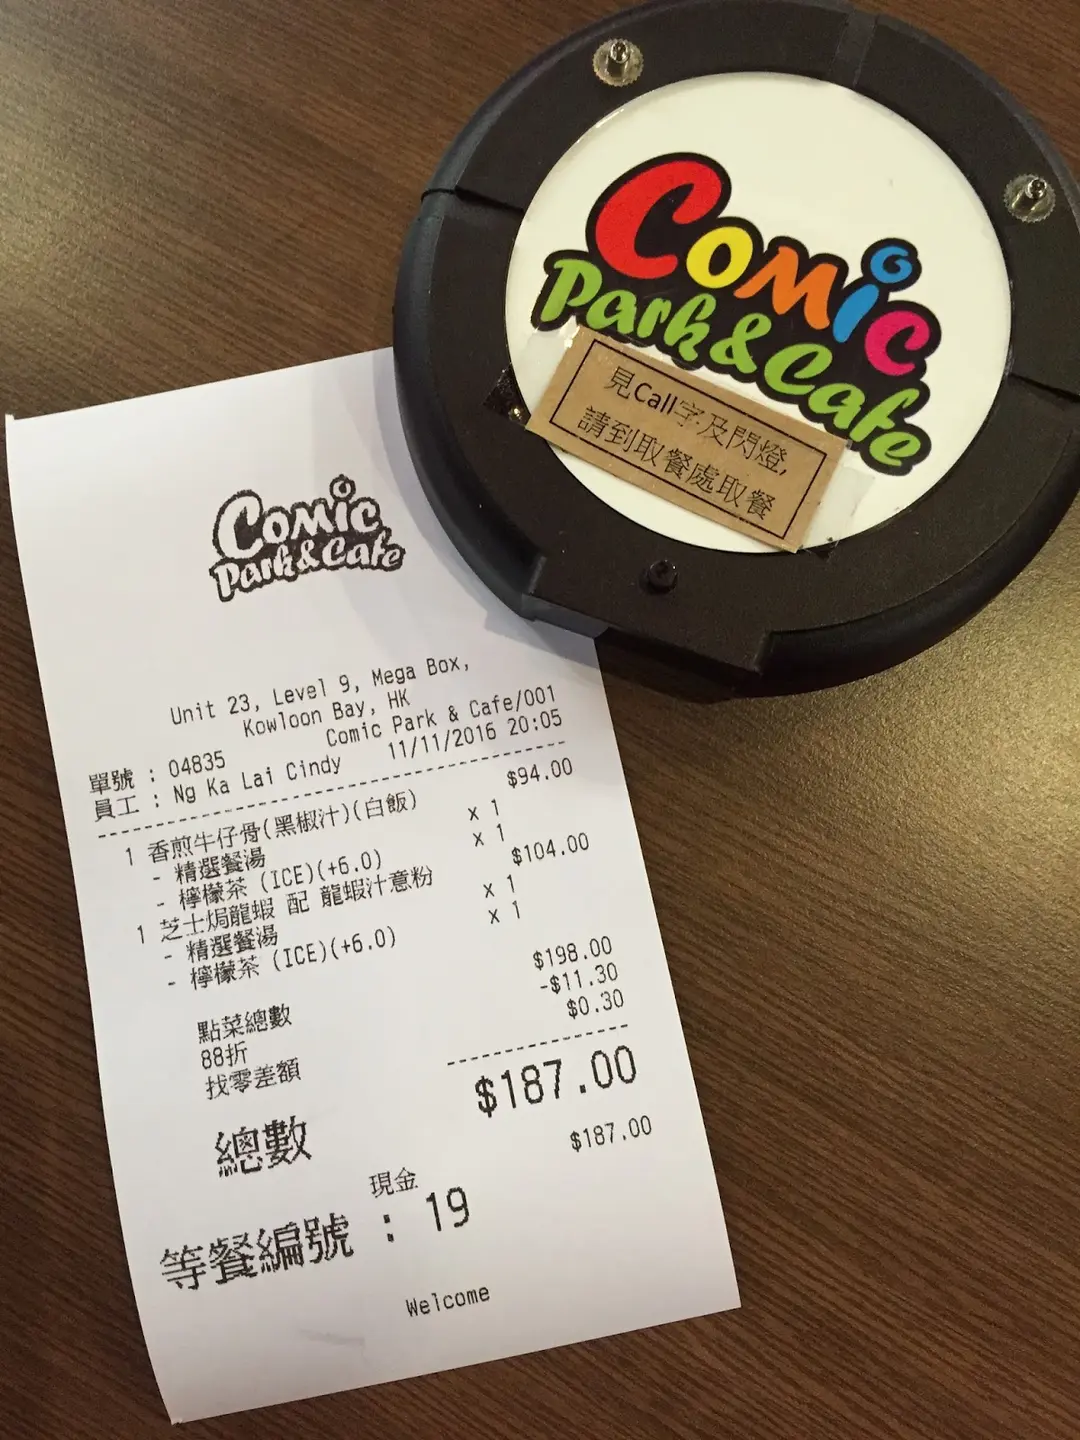 Comic
Park & Cafe
見Call字及閃燈,
請到取餐處取餐
Comic
Park & Cafe
Unit 23, Level 9, Mega Box,
Kowloon Bay, HK
Comic Park & Cafe/001
單號 : 04835 11/11/2016 20:05
員工 : Ng Ka Lai Cindy
1 香煎牛仔骨(黑椒汁)(白飯) $94.00
- 精選餐湯 x 1
- 檸檬茶 (ICE)(+6.0) x 1
1 芝士焗龍蝦 配 龍蝦汁意粉 $104.00
- 精選餐湯 x 1
- 檸檬茶 (ICE)(+6.0) x 1
點菜總數 $198.00
88折 -$11.30
找零差額 $0.30
總數 $187.00
現金 $187.00
等餐編號 : 19
Welcome